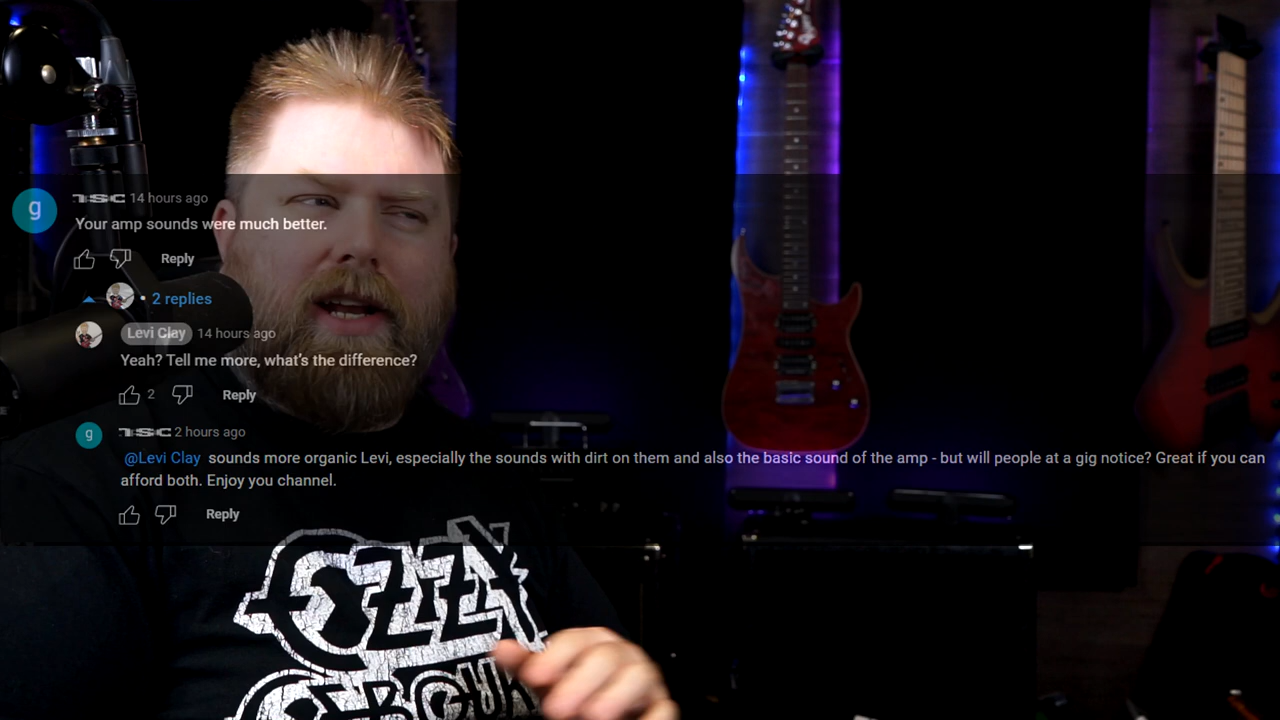 g TSC 14 hours ago
Your amp sounds were much better.
Reply
2 replies
Levi Clay 14 hours ago
Yeah? Tell me more, what's the difference?
2 Reply
g TSC 2 hours ago
@Levi Clay sounds more organic Levi, especially the sounds with dirt on them and also the basic sound of the amp - but will people at a gig notice? Great if you can
afford both. Enjoy you channel.
Reply
OZZY